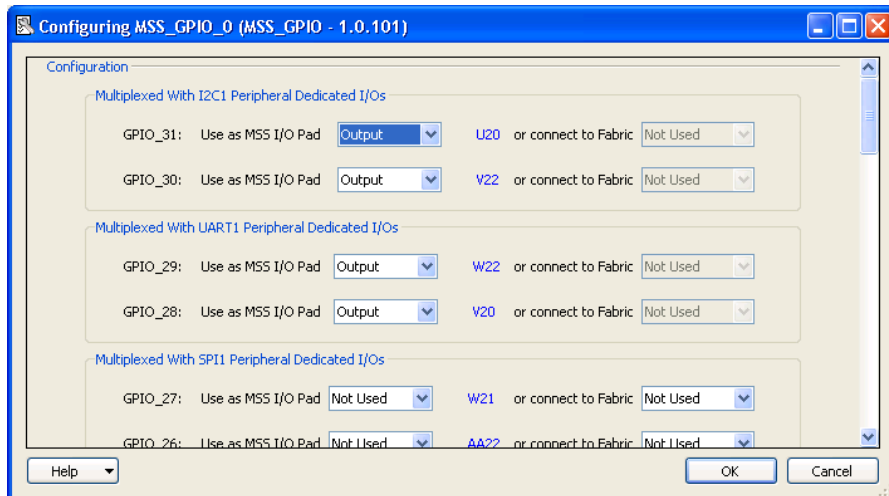 Configuring MSS_GPIO_0 (MSS_GPIO - 1.0.101)
Configuration
Multiplexed With I2C1 Peripheral Dedicated I/Os
GPIO_31: Use as MSS I/O Pad Output U20 or connect to Fabric Not Used
GPIO_30: Use as MSS I/O Pad Output V22 or connect to Fabric Not Used
Multiplexed With UART1 Peripheral Dedicated I/Os
GPIO_29: Use as MSS I/O Pad Output W22 or connect to Fabric Not Used
GPIO_28: Use as MSS I/O Pad Output V20 or connect to Fabric Not Used
Multiplexed With SPI1 Peripheral Dedicated I/Os
GPIO_27: Use as MSS I/O Pad Not Used W21 or connect to Fabric Not Used
GPIO_26: Use as MSS I/O Pad Not Used AA22 or connect to Fabric Not Used
Help OK Cancel